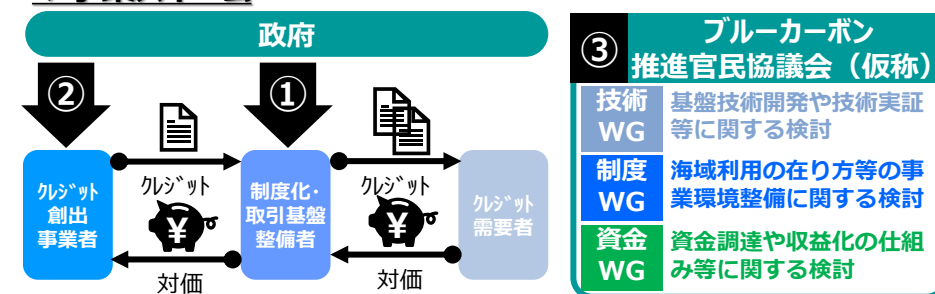 政府
②
①
クレジット
創出
事業者
クレジット
¥
対価
制度化・
取引基盤
整備者
クレジット
¥
対価
クレジット
需要者
③
ブルーカーボン
推進官民協議会（仮称）
技術
WG
基盤技術開発や技術実証
等に関する検討
制度
WG
海域利用の在り方等の事
業環境整備に関する検討
資金
WG
資金調達や収益化の仕組
み等に関する検討